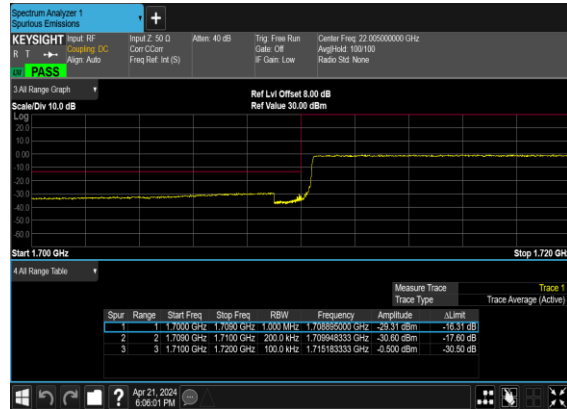 Spectrum Analyzer 1
Spurious Emissions
KEYSIGHT Input: RF Input Z: 50 Ω Atten: 40 dB Trig: Free Run Center Freq: 22.005000000 GHz
R T Coupling: DC Corr CCorr Gate: Off Avg|Hold: 100/100
Align: Auto Freq Ref: Int (S) IF Gain: Low Radio Std: None
PASS
3 All Range Graph
Ref Lvl Offset 8.00 dB
Scale/Div 10.0 dB Ref Value 30.00 dBm
Log
20.0
10.0
0.00
-10.0
-20.0
-30.0
-40.0
-50.0
-60.0
Start 1.700 GHz Stop 1.720 GHz
4 All Range Table
Measure Trace Trace 1
Trace Type Trace Average (Active)
Spur Range Start Freq Stop Freq RBW Frequency Amplitude ΔLimit
1 1 1.7000 GHz 1.7090 GHz 1.000 MHz 1.708895000 GHz -29.31 dBm -16.31 dB
2 2 1.7090 GHz 1.7100 GHz 200.0 kHz 1.709948333 GHz -30.60 dBm -17.60 dB
3 3 1.7100 GHz 1.7200 GHz 100.0 kHz 1.715183333 GHz -0.500 dBm -30.50 dB
? Apr 21, 2024
6:06:01 PM